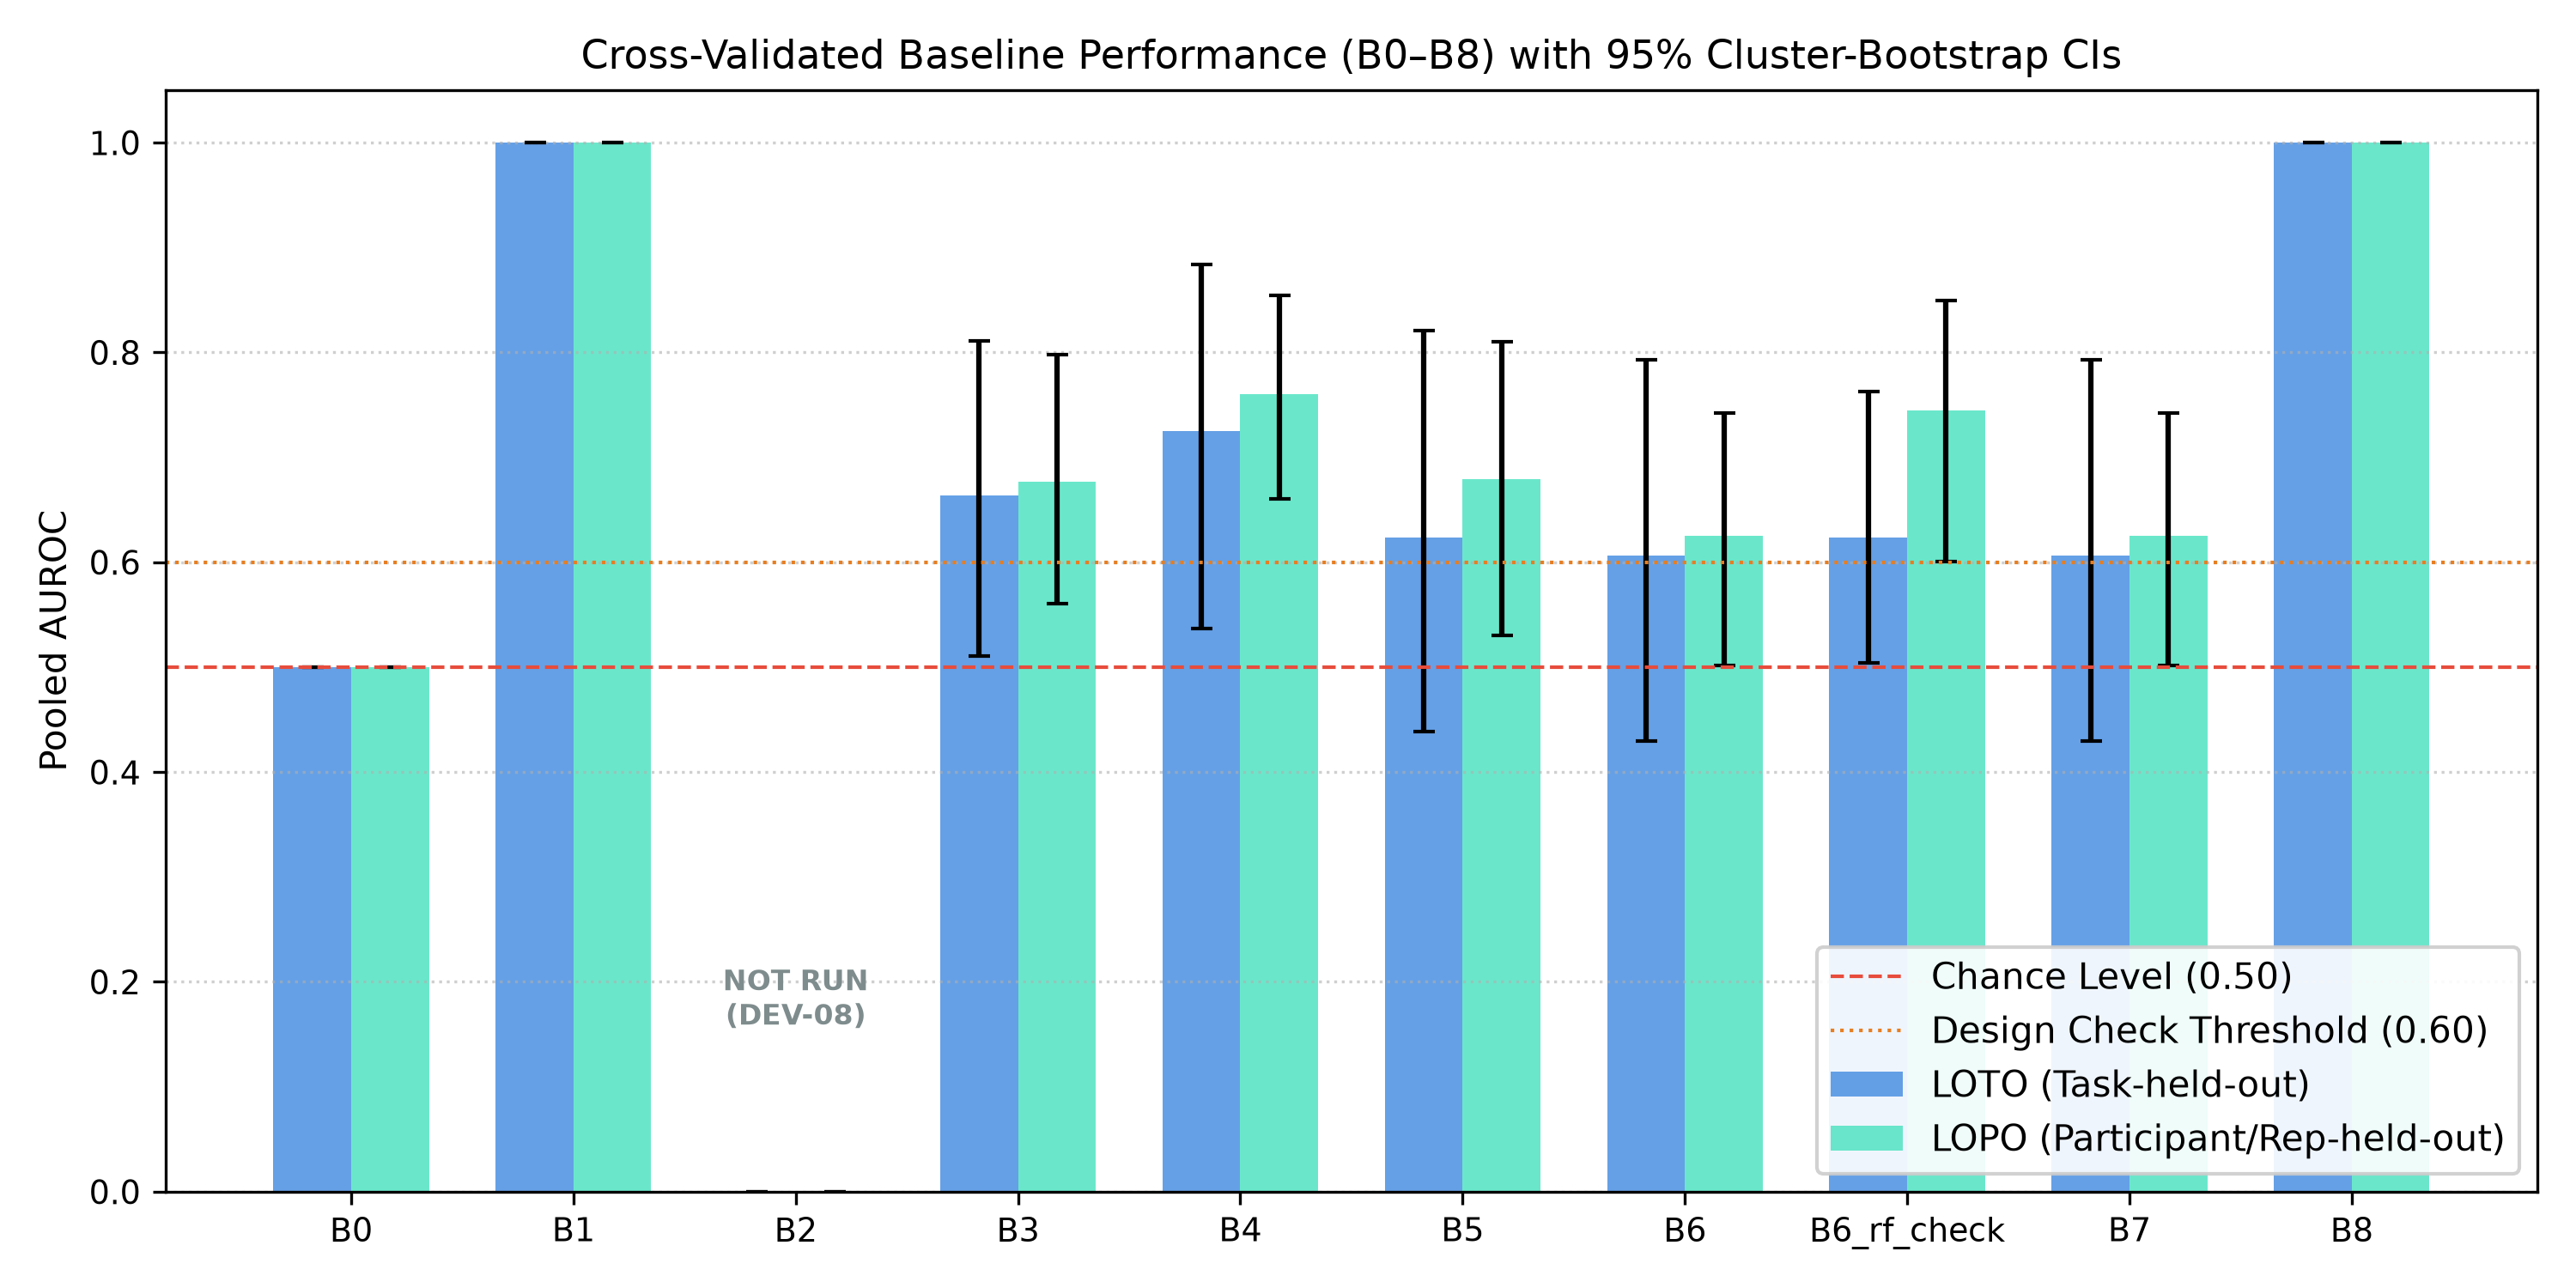 Cross-Validated Baseline Performance (B0–B8) with 95% Cluster-Bootstrap CIs
Pooled AUROC
1.0
0.8
0.6
0.4
0.2
0.0
NOT RUN
(DEV-08)
Chance Level (0.50)
Design Check Threshold (0.60)
LOTO (Task-held-out)
LOPO (Participant/Rep-held-out)
B0 B1 B2 B3 B4 B5 B6 B6_rf_check B7 B8